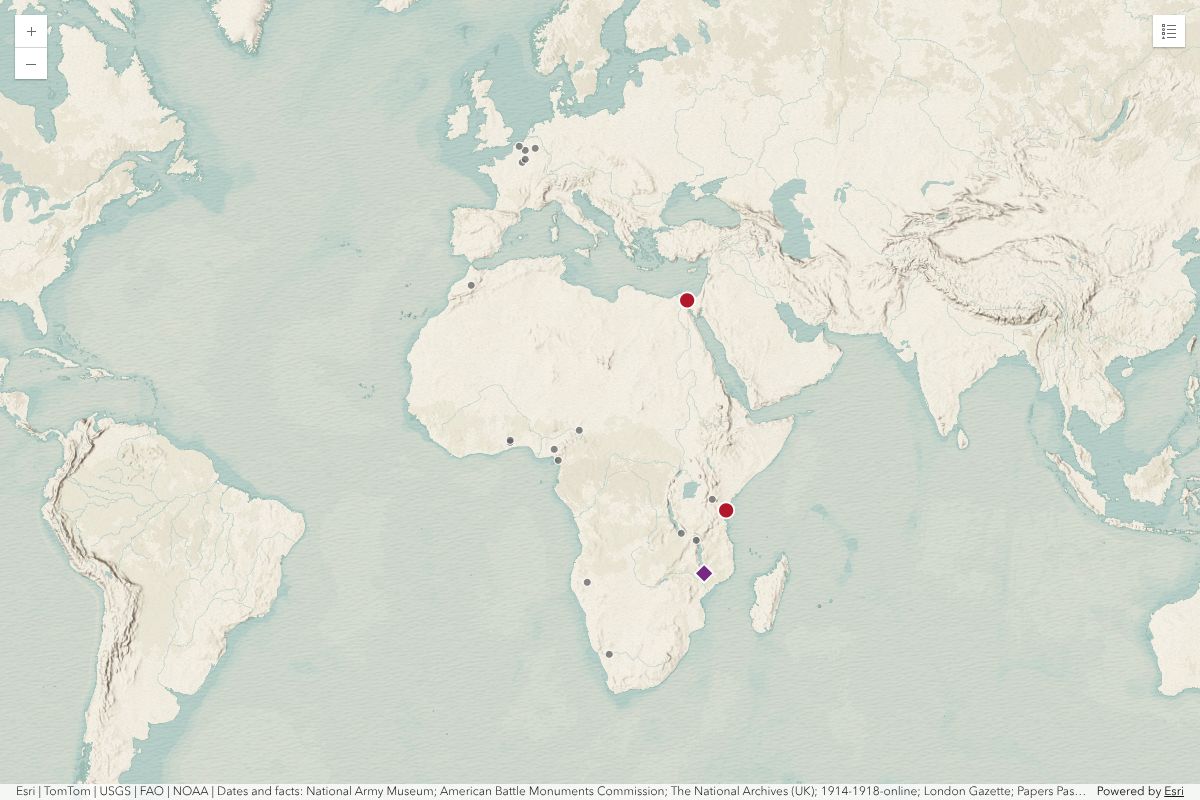 Esri | TomTom | USGS | FAO | NOAA | Dates and facts: National Army Museum; American Battle Monuments Commission; The National Archives (UK); 1914-1918-online; London Gazette; Papers Pas… Powered by Esri